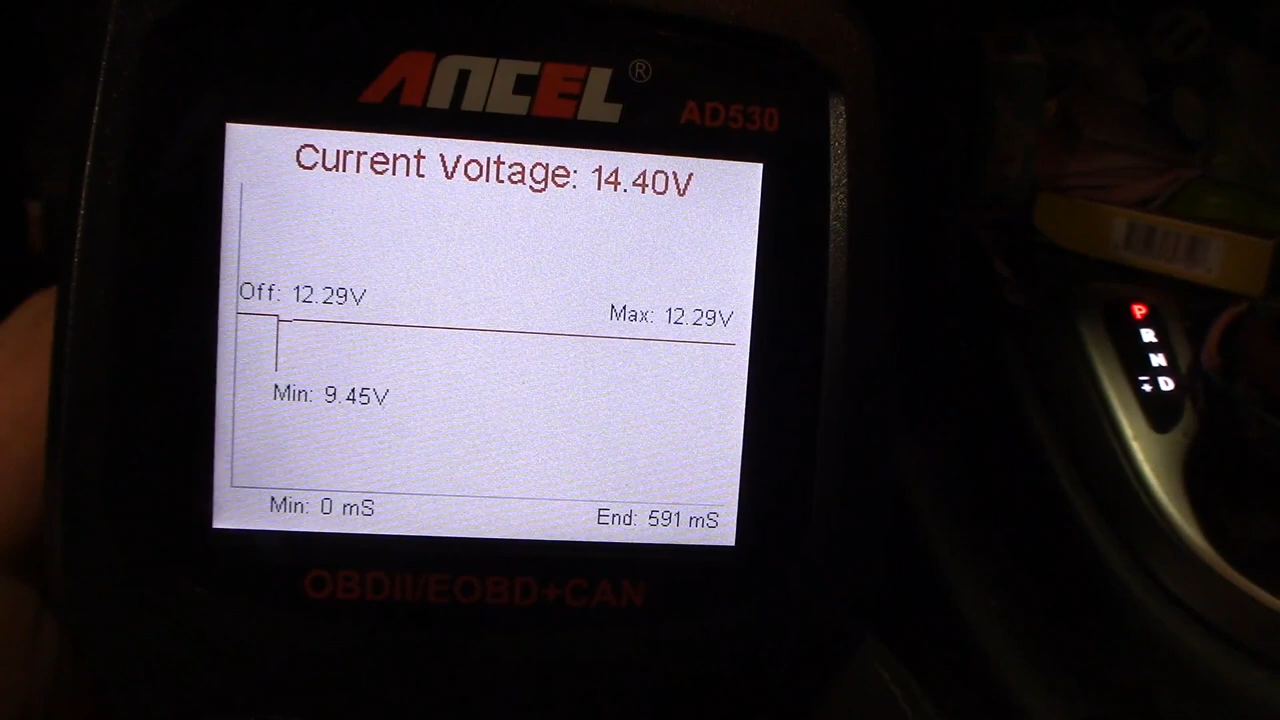 ANCEL®
AD530
Current Voltage: 14.40V
Off: 12.29V
Max: 12.29V
Min: 9.45V
Min: 0 mS
End: 591 mS
OBDII/EOBD+CAN
P
R
N
D
+
-